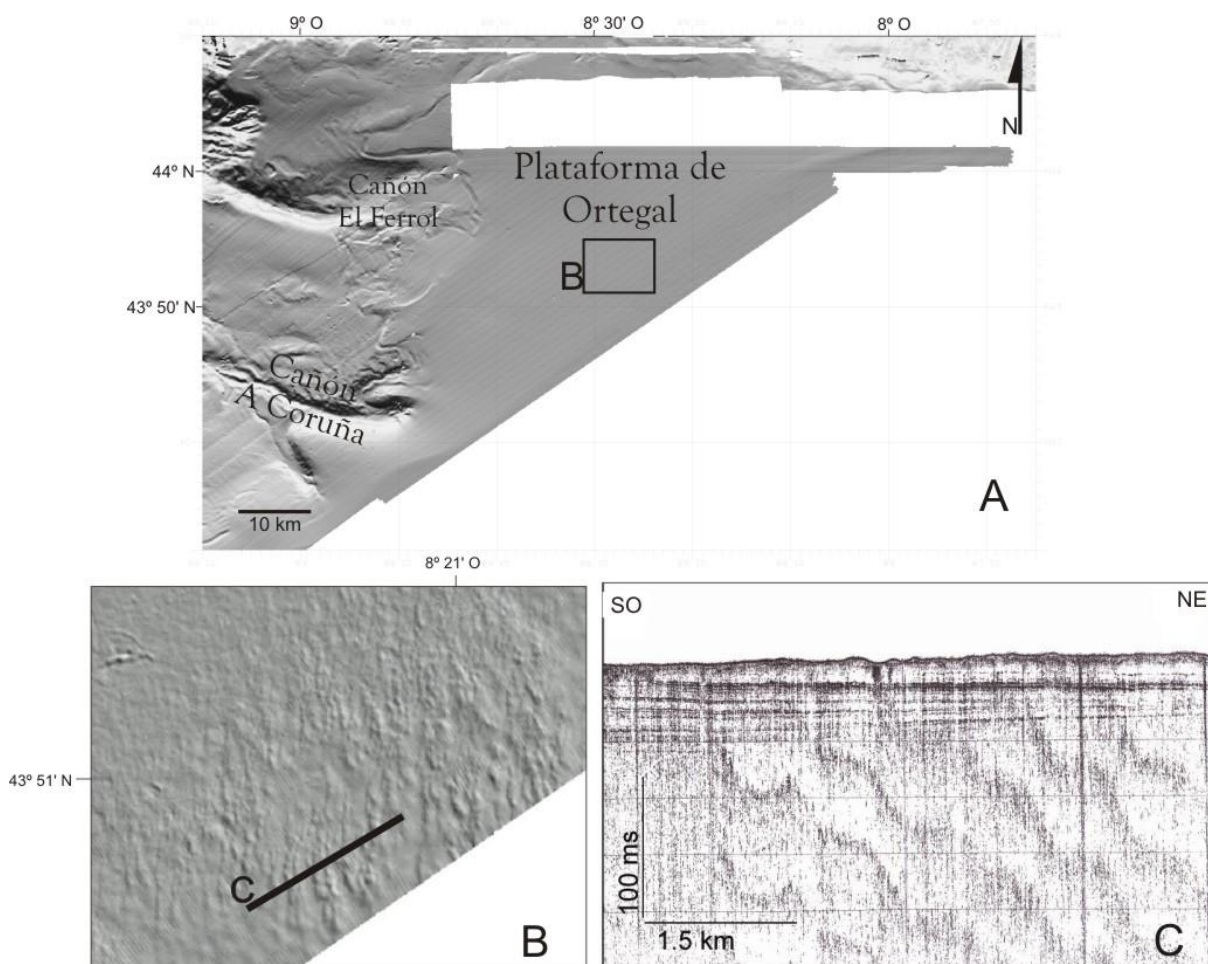 9º O
8º 30' O
8º O
N
44º N
Plataforma de
Ortegal
Cañón
El Ferrol
B
43º 50' N
Cañón
A Coruña
A
10 km
8º 21' O
SO
NE
43º 51' N
C
B
100 ms
1.5 km
C